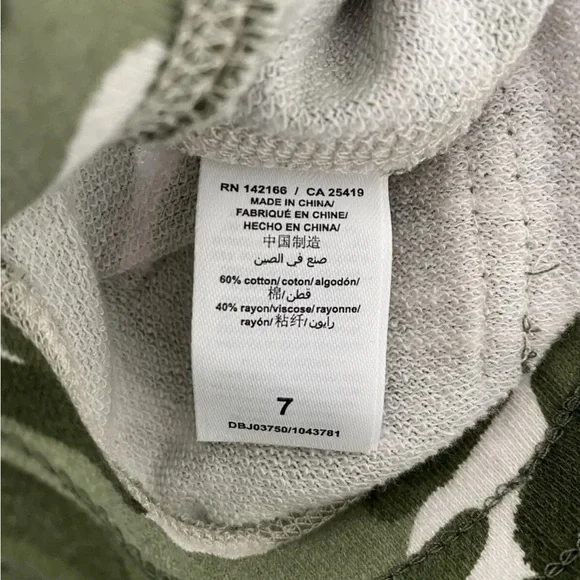 RN 142166 / CA 25419
MADE IN CHINA/
FABRIQUÉ EN CHINE/
HECHO EN CHINA/
中国制造
صنع في الصين
60% cotton/coton/algodón/
棉/قطن/
40% rayon/viscose/rayonne/
rayón/粘纤/رايون/
7
DBJ03750/1043781